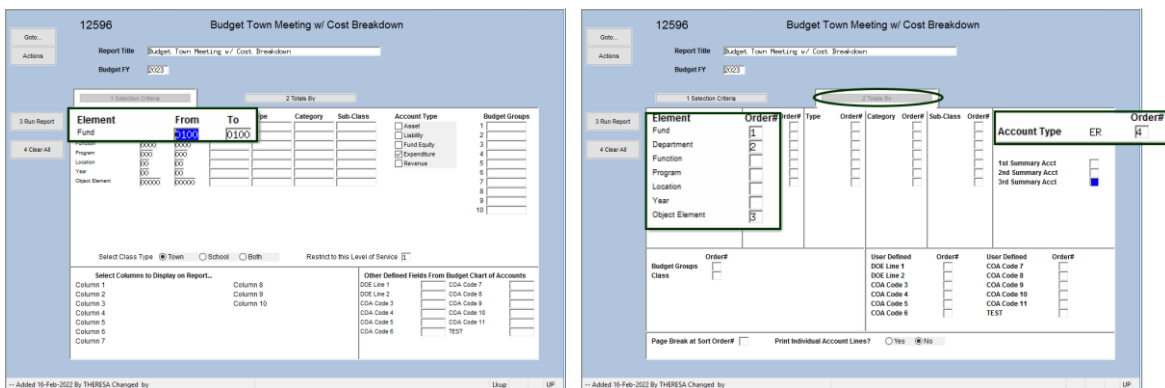 12596 Budget Town Meeting w/ Cost Breakdown
Goto...
Actions
Report Title Budget Town Meeting w/ Cost Breakdown
Budget FY 2023
1 Selection Criteria 2 Totals By
3 Run Report
4 Clear All
Element From To Category Sub-Class Account Type Budget Groups
Fund 0100 0100
Asset 1
Liability 2
Fund Equity 3
Expenditure 4
Revenue 5
6
7
8
9
10
Function 0000 0000
Program 000 000
Location 00 00
Year 00 00
Object Element 00000 00000
Select Class Type Town School Both Restrict to this Level of Service 1
Select Columns to Display on Report...
Column 1 Column 8
Column 2 Column 9
Column 3 Column 10
Column 4
Column 5
Column 6
Column 7
Other Defined Fields From Budget Chart of Accounts
DOE Line 1 COA Code 7
DOE Line 2 COA Code 8
COA Code 3 COA Code 9
COA Code 4 COA Code 10
COA Code 5 COA Code 11
COA Code 6 TEST
-- Added 16-Feb-2022 By THERESA Changed by Lkup UP
12596 Budget Town Meeting w/ Cost Breakdown
Goto...
Actions
Report Title Budget Town Meeting w/ Cost Breakdown
Budget FY 2023
1 Selection Criteria 2 Totals By
3 Run Report
4 Clear All
Element Order# Order# Type Order# Category Order# Sub-Class Order# Order#
Fund 1
Department 2
Function
Program
Location
Year
Object Element 3
Account Type ER 4
1st Summary Acct
2nd Summary Acct
3rd Summary Acct
Order#
Budget Groups
Class
User Defined Order# User Defined Order#
DOE Line 1 COA Code 7
DOE Line 2 COA Code 8
COA Code 3 COA Code 9
COA Code 4 COA Code 10
COA Code 5 COA Code 11
COA Code 6 TEST
Page Break at Sort Order# Print Individual Account Lines? Yes No
-- Added 16-Feb-2022 By THERESA Changed by UP